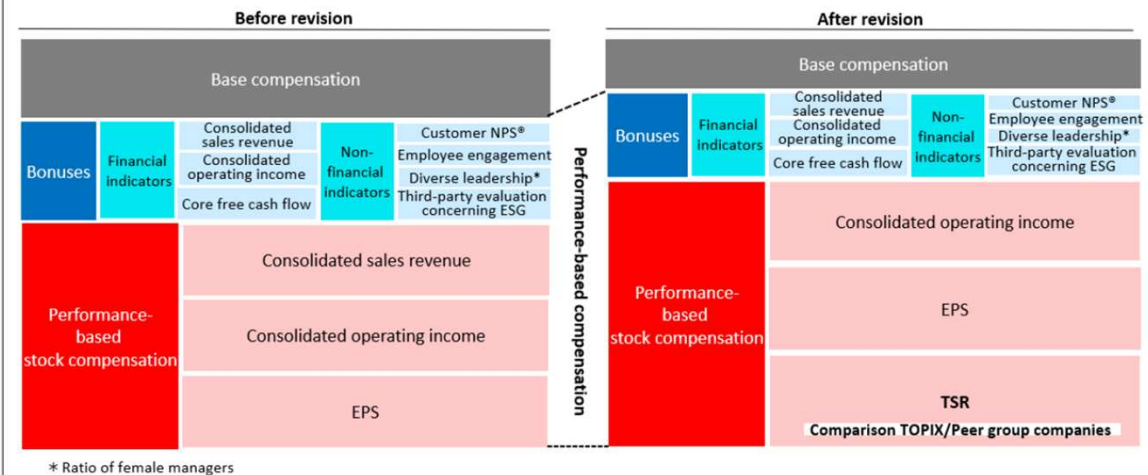 Before revision
Base compensation
Bonuses
Financial
indicators
Consolidated
sales revenue
Consolidated
operating income
Core free cash flow
Non-
financial
indicators
Customer NPS®
Employee engagement
Diverse leadership*
Third-party evaluation
concerning ESG
Performance-
based
stock compensation
Consolidated sales revenue
Consolidated operating income
EPS
* Ratio of female managers
Performance-based compensation
After revision
Base compensation
Bonuses
Financial
indicators
Consolidated
sales revenue
Consolidated
operating income
Core free cash flow
Non-
financial
indicators
Customer NPS®
Employee engagement
Diverse leadership*
Third-party evaluation
concerning ESG
Performance-
based
stock compensation
Consolidated operating income
EPS
TSR
Comparison TOPIX/Peer group companies